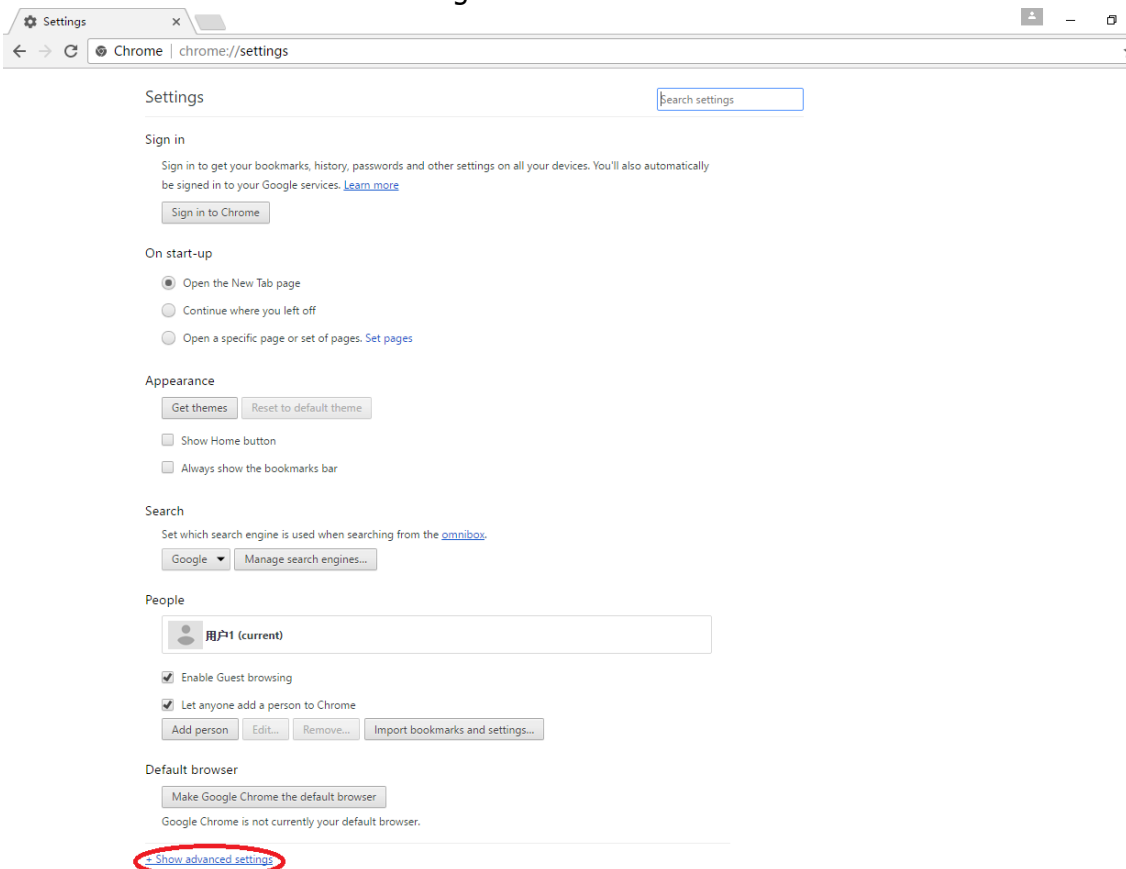 Settings
Chrome | chrome://settings
Settings
Search settings
Sign in
Sign in to get your bookmarks, history, passwords and other settings on all your devices. You'll also automatically
be signed in to your Google services. Learn more
Sign in to Chrome
On start-up
Open the New Tab page
Continue where you left off
Open a specific page or set of pages. Set pages
Appearance
Get themes Reset to default theme
Show Home button
Always show the bookmarks bar
Search
Set which search engine is used when searching from the omnibox.
Google Manage search engines...
People
用户1 (current)
Enable Guest browsing
Let anyone add a person to Chrome
Add person Edit... Remove... Import bookmarks and settings...
Default browser
Make Google Chrome the default browser
Google Chrome is not currently your default browser.
+ Show advanced settings